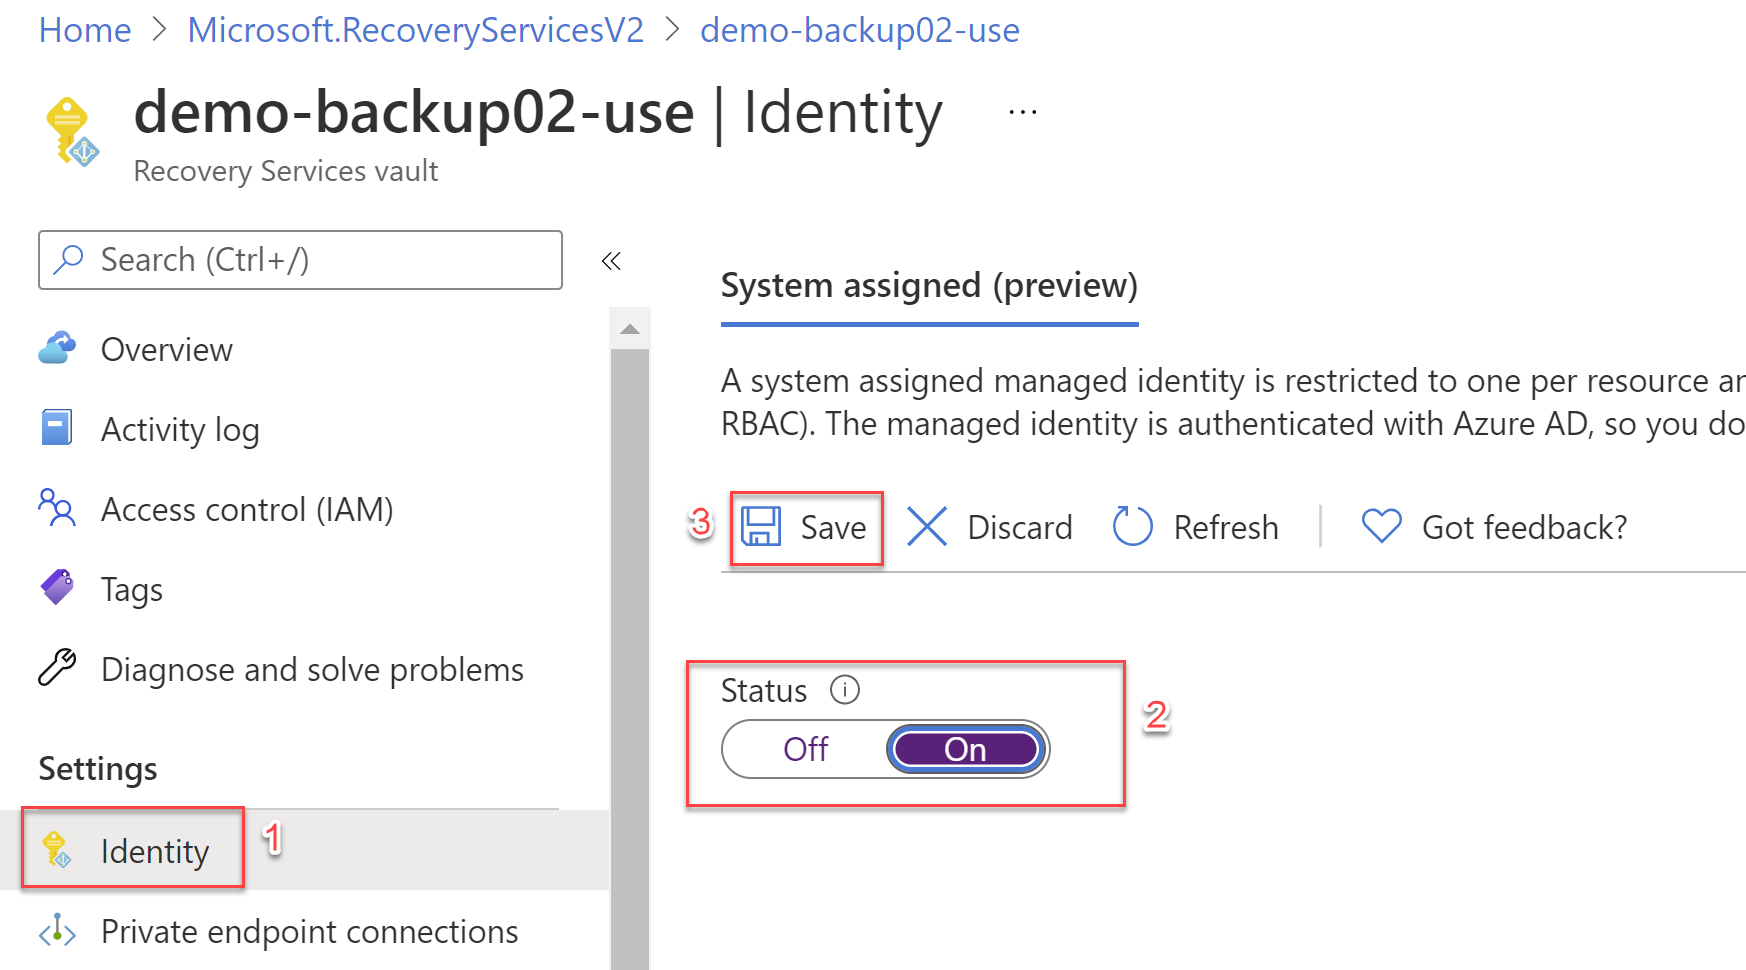 Home > Microsoft.RecoveryServicesV2 > demo-backup02-use
demo-backup02-use | Identity ...
Recovery Services vault
Search (Ctrl+/)
«
Overview
Activity log
Access control (IAM)
Tags
Diagnose and solve problems
Settings
Identity
1
Private endpoint connections
System assigned (preview)
A system assigned managed identity is restricted to one per resource
RBAC). The managed identity is authenticated with Azure AD, so you
3
Save
Discard
Refresh
Got feedback?
Status
Off
On
2